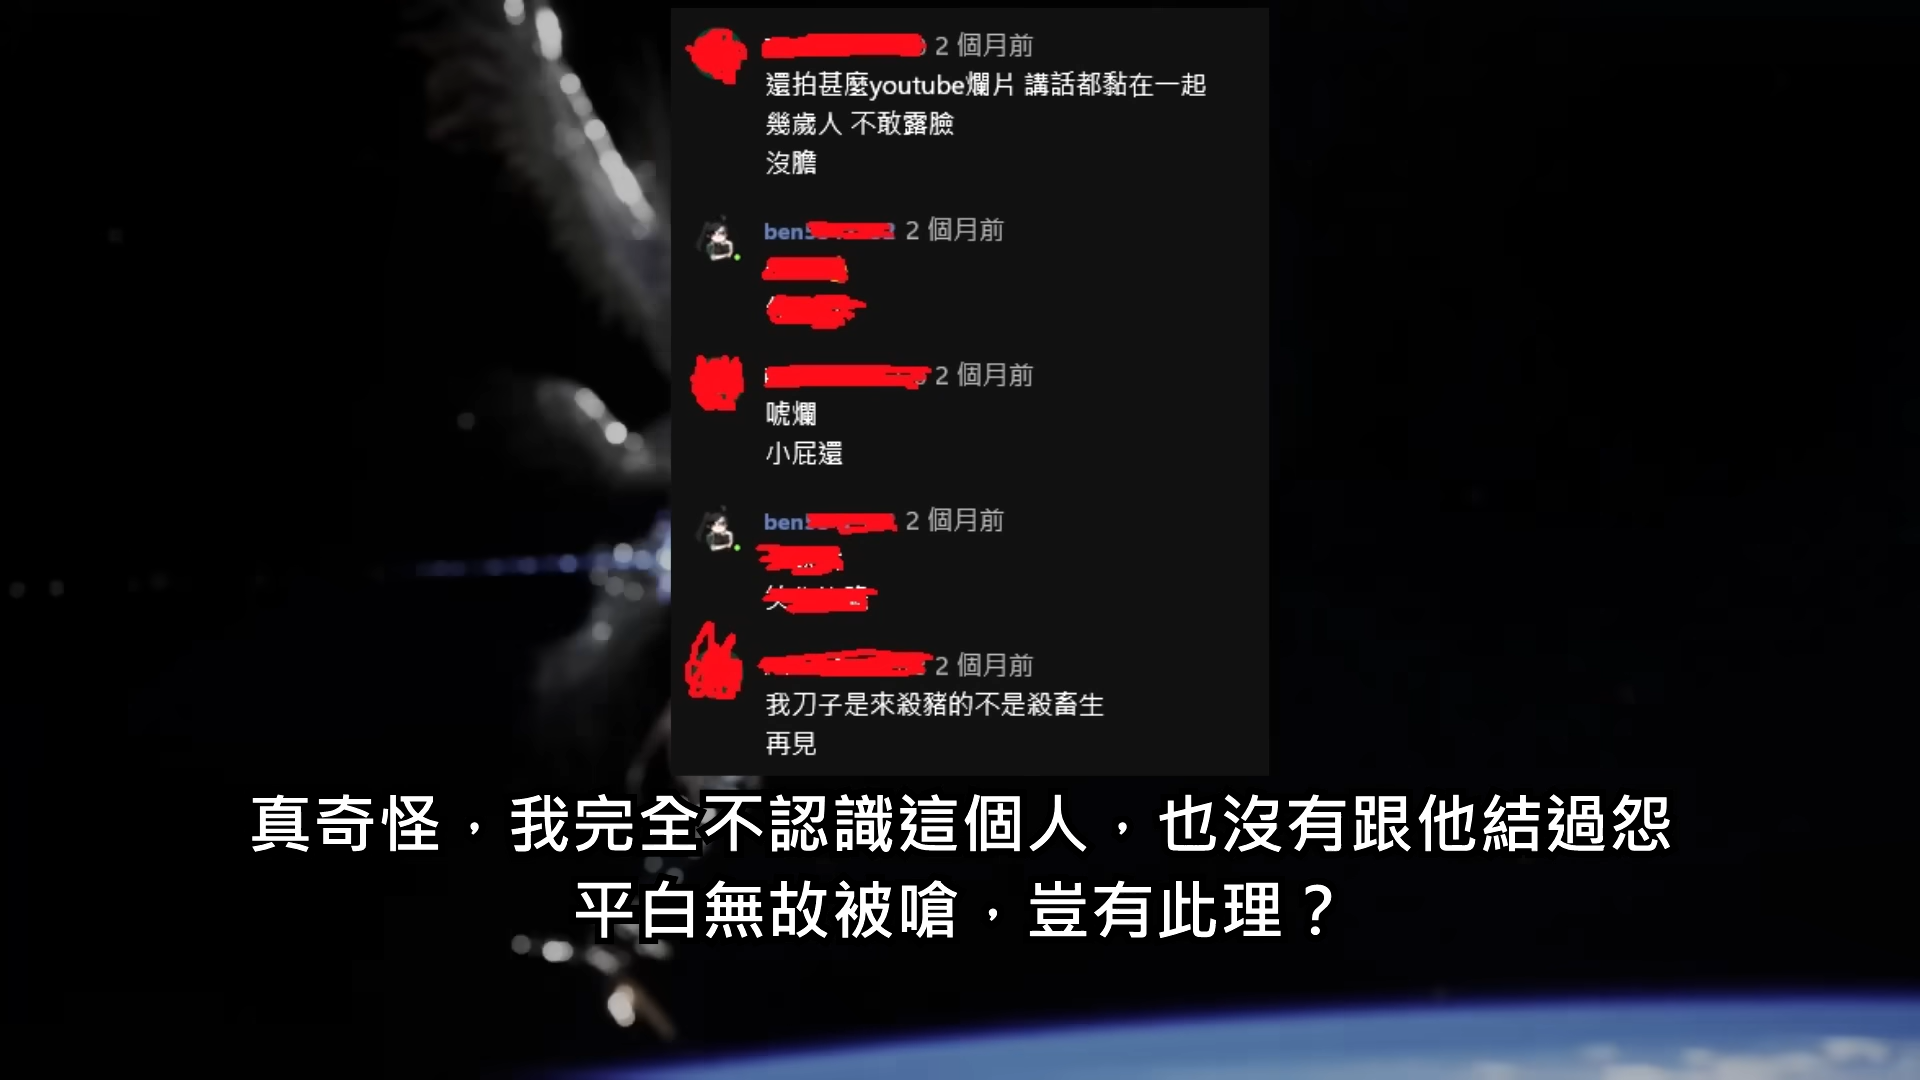 2 個月前
還拍甚麼youtube爛片 講話都黏在一起
幾歲人 不敢露臉
沒膽
ben 2 個月前
2 個月前
唬爛
小屁還
ben 2 個月前
2 個月前
我刀子是來殺豬的不是殺畜生
再見
真奇怪，我完全不認識這個人，也沒有跟他結過怨
平白無故被嗆，豈有此理？